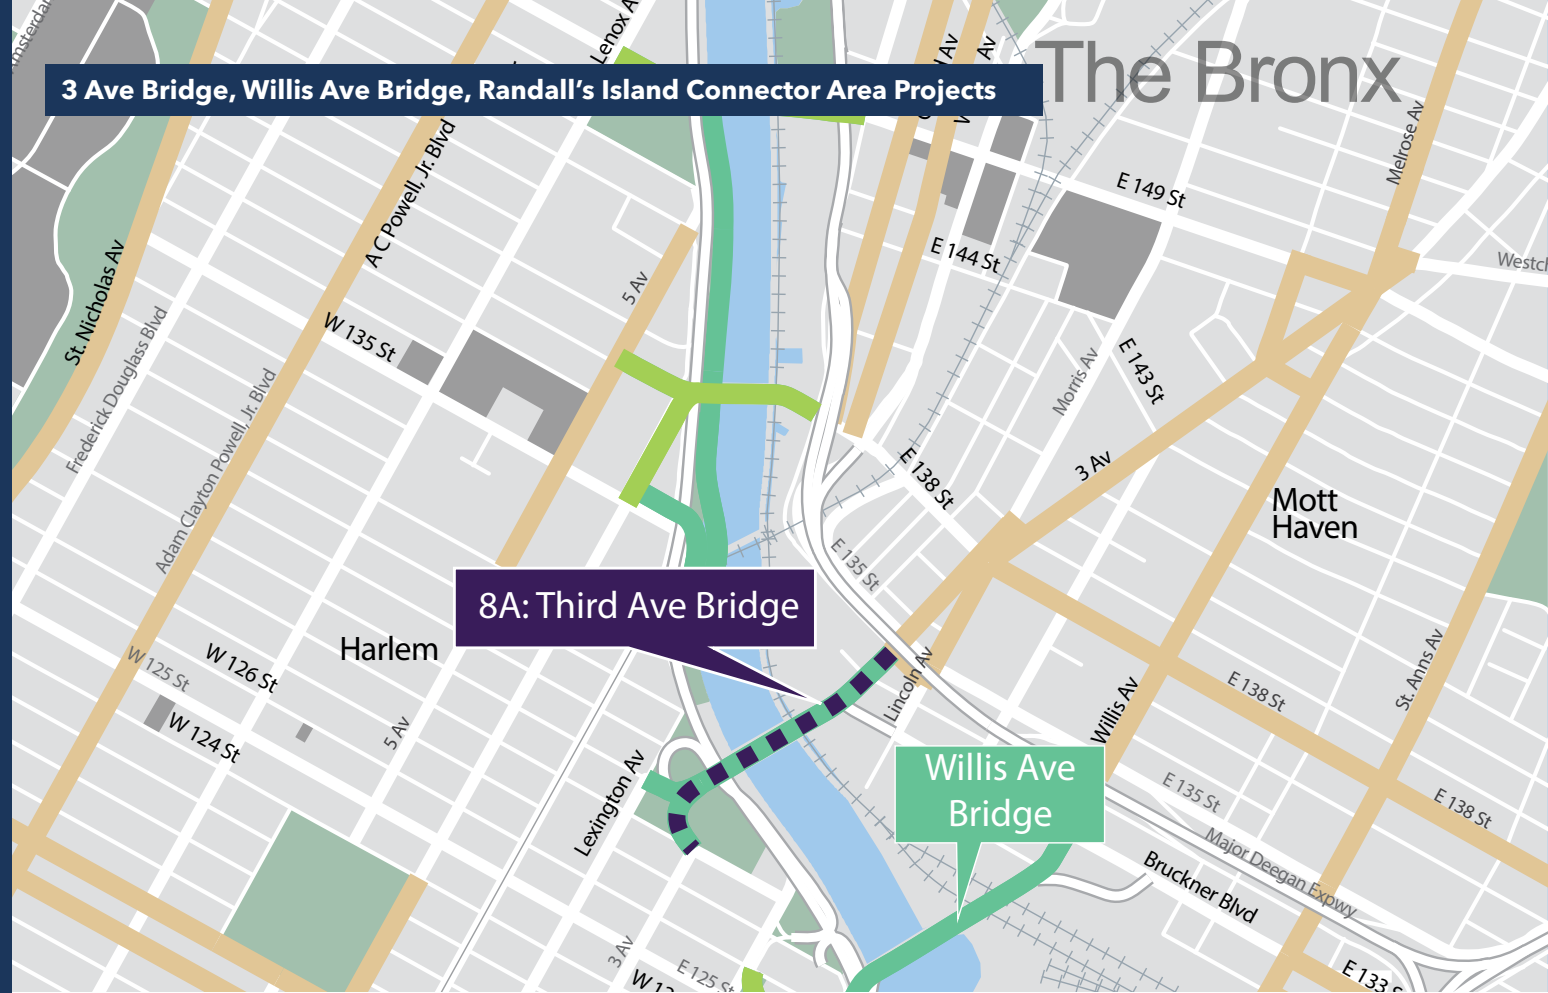 3 Ave Bridge, Willis Ave Bridge, Randall's Island Connector Area Projects
The Bronx
Lenox A
A C Powell, Jr. Blvd
Melrose Av
E 149 St
E 144 St
St. Nicholas Av
5 Av
W 135 St
Frederick Douglass Blvd
Adam Clayton Powell, Jr. Blvd
Morris Av
E 143 St
3 Av
E 138 St
Mott
Haven
E 135 St
8A: Third Ave Bridge
Harlem
W 125 St
W 126 St
W 124 St
5 Av
Lincoln Av
Willis Av
E 138 St
St. Anns Av
Lexington Av
Willis Ave
Bridge
E 135 St
E 138 St
Major Deegan Expwy
Bruckner Blvd
3 Av
E 125 St
E 133 S